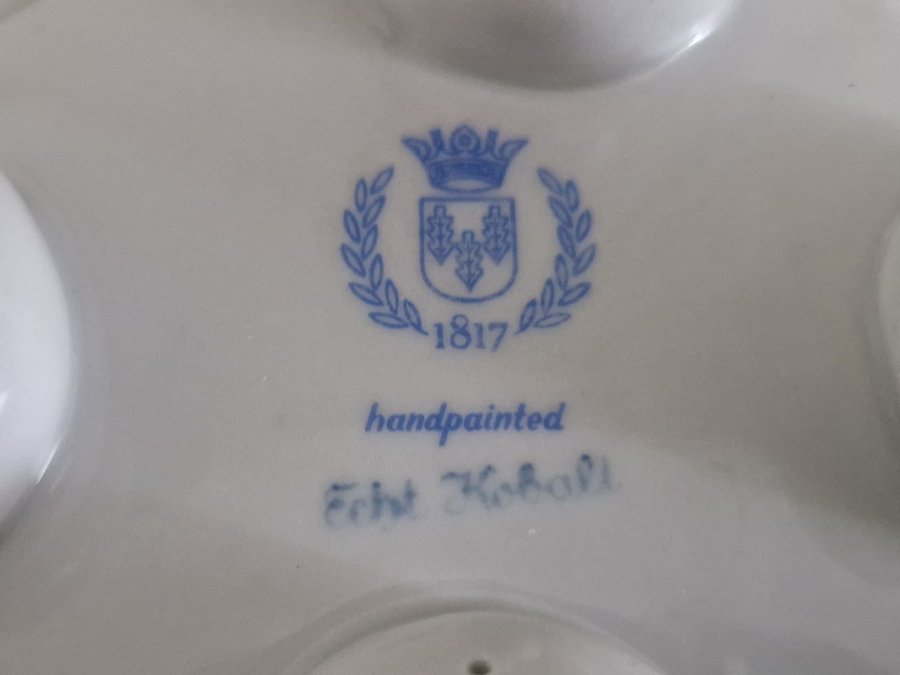 1817
handpainted
Echt Kobalt